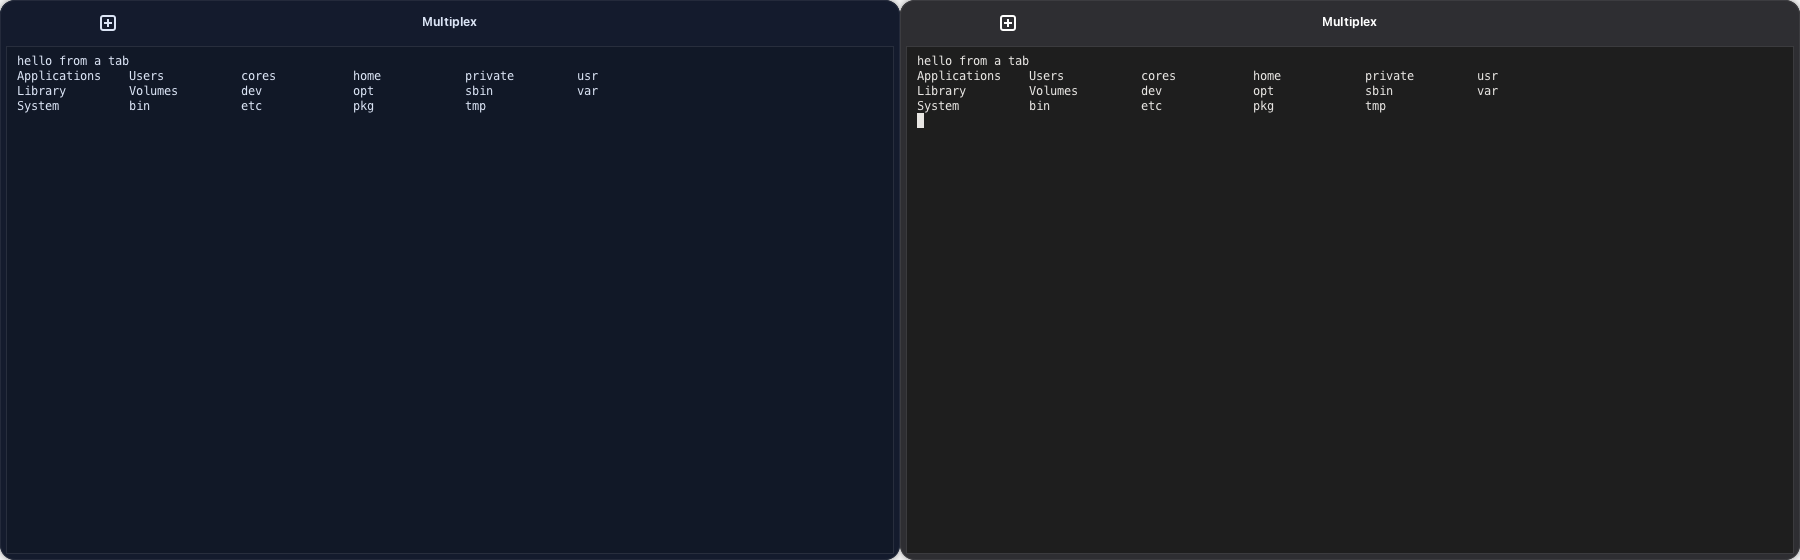 Multiplex
hello from a tab
Applications Users cores home private usr
Library Volumes dev opt sbin var
System bin etc pkg tmp
Multiplex
hello from a tab
Applications Users cores home private usr
Library Volumes dev opt sbin var
System bin etc pkg tmp